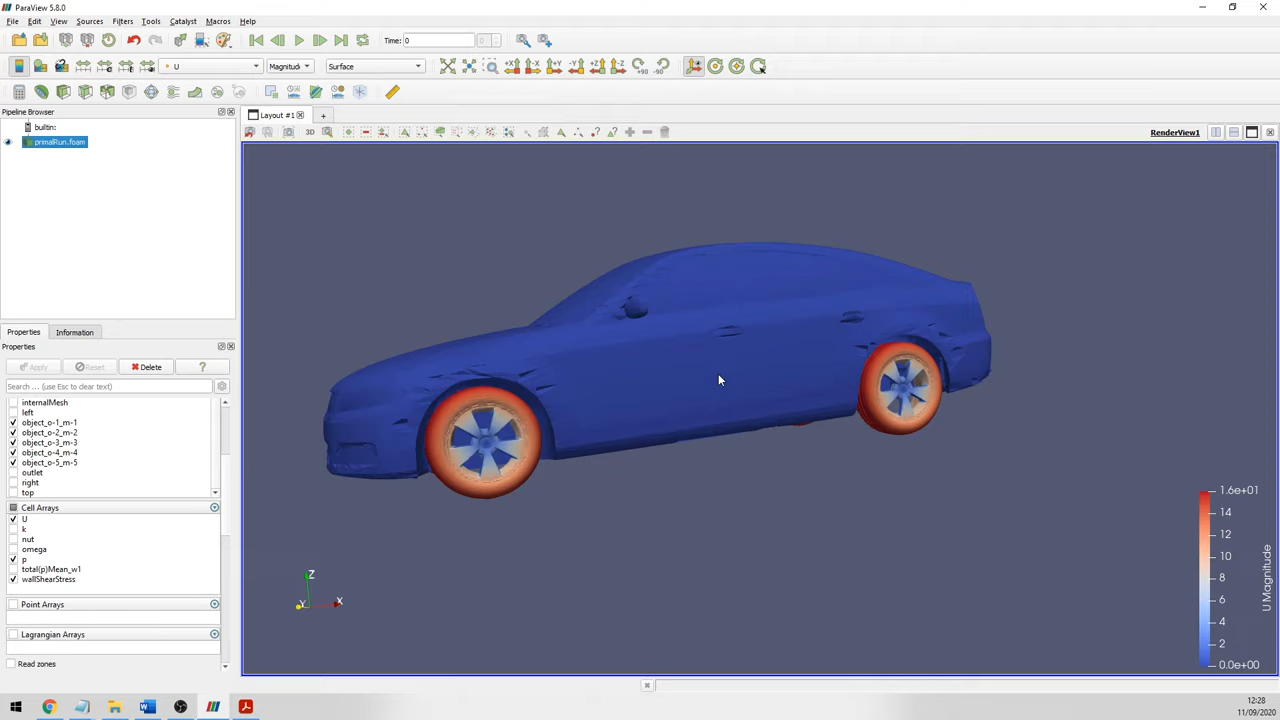 ParaView 5.8.0
File Edit View Sources Filters Tools Catalyst Macros Help
Time: 0 0
U Magnitude Surface
+X -X +Y -Y +Z -Z +90 -90
Pipeline Browser
Layout #1
builtin:
3D
RenderView1
primalRun.foam
Properties Information
Properties
Apply Reset Delete ?
Search ... (use Esc to clear text)
internalMesh
left
object_o-1_m-1
object_o-2_m-2
object_o-3_m-3
object_o-4_m-4
object_o-5_m-5
outlet
right
top
Cell Arrays
U
k
nut
omega
p
total(p)Mean_w1
wallShearStress
Point Arrays
Lagrangian Arrays
Read zones
Z
Y
X
1.6e+01
14
12
10
8
6
4
2
0.0e+00
U Magnitude
12:28
11/09/2020